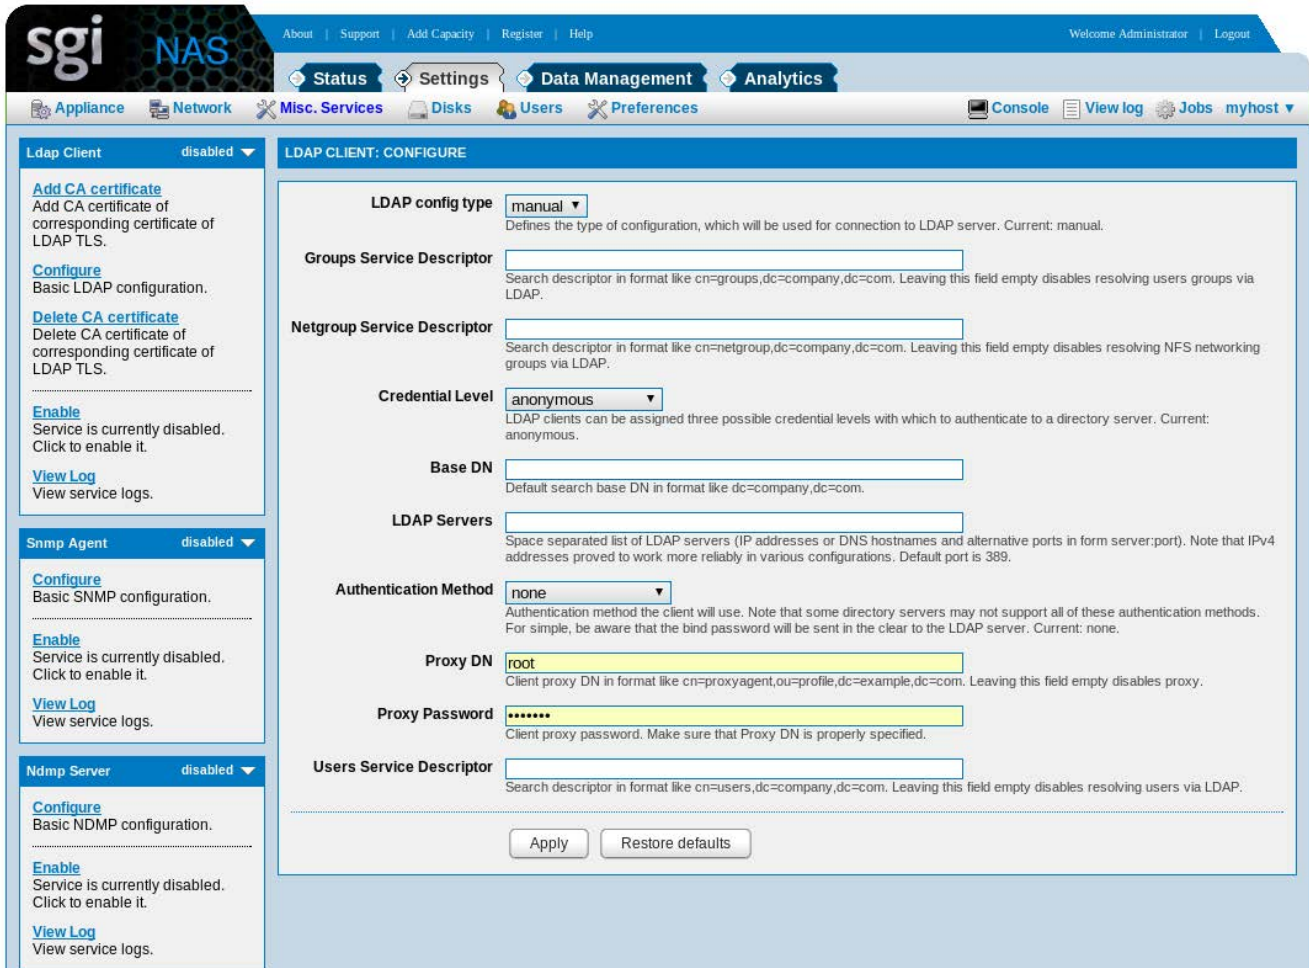 sgi NAS
About | Support | Add Capacity | Register | Help
Welcome Administrator | Logout
Status Settings Data Management Analytics
Appliance Network Misc. Services Disks Users Preferences
Console View log Jobs myhost ▼
Ldap Client disabled
Add CA certificate
Add CA certificate of
corresponding certificate of
LDAP TLS.
Configure
Basic LDAP configuration.
Delete CA certificate
Delete CA certificate of
corresponding certificate of
LDAP TLS.
Enable
Service is currently disabled.
Click to enable it.
View Log
View service logs.
Snmp Agent disabled
Configure
Basic SNMP configuration.
Enable
Service is currently disabled.
Click to enable it.
View Log
View service logs.
Ndmp Server disabled
Configure
Basic NDMP configuration.
Enable
Service is currently disabled.
Click to enable it.
View Log
View service logs.
LDAP CLIENT: CONFIGURE
LDAP config type manual ▼
Defines the type of configuration, which will be used for connection to LDAP server. Current: manual.
Groups Service Descriptor
Search descriptor in format like cn=groups,dc=company,dc=com. Leaving this field empty disables resolving users groups via
LDAP.
Netgroup Service Descriptor
Search descriptor in format like cn=netgroup,dc=company,dc=com. Leaving this field empty disables resolving NFS networking
groups via LDAP.
Credential Level anonymous ▼
LDAP clients can be assigned three possible credential levels with which to authenticate to a directory server. Current:
anonymous.
Base DN
Default search base DN in format like dc=company,dc=com.
LDAP Servers
Space separated list of LDAP servers (IP addresses or DNS hostnames and alternative ports in form server:port). Note that IPv4
addresses proved to work more reliably in various configurations. Default port is 389.
Authentication Method none ▼
Authentication method the client will use. Note that some directory servers may not support all of these authentication methods.
For simple, be aware that the bind password will be sent in the clear to the LDAP server. Current: none.
Proxy DN root
Client proxy DN in format like cn=proxyagent,ou=profile,dc=example,dc=com. Leaving this field empty disables proxy.
Proxy Password •••••••
Client proxy password. Make sure that Proxy DN is properly specified.
Users Service Descriptor
Search descriptor in format like cn=users,dc=company,dc=com. Leaving this field empty disables resolving users via LDAP.
Apply Restore defaults